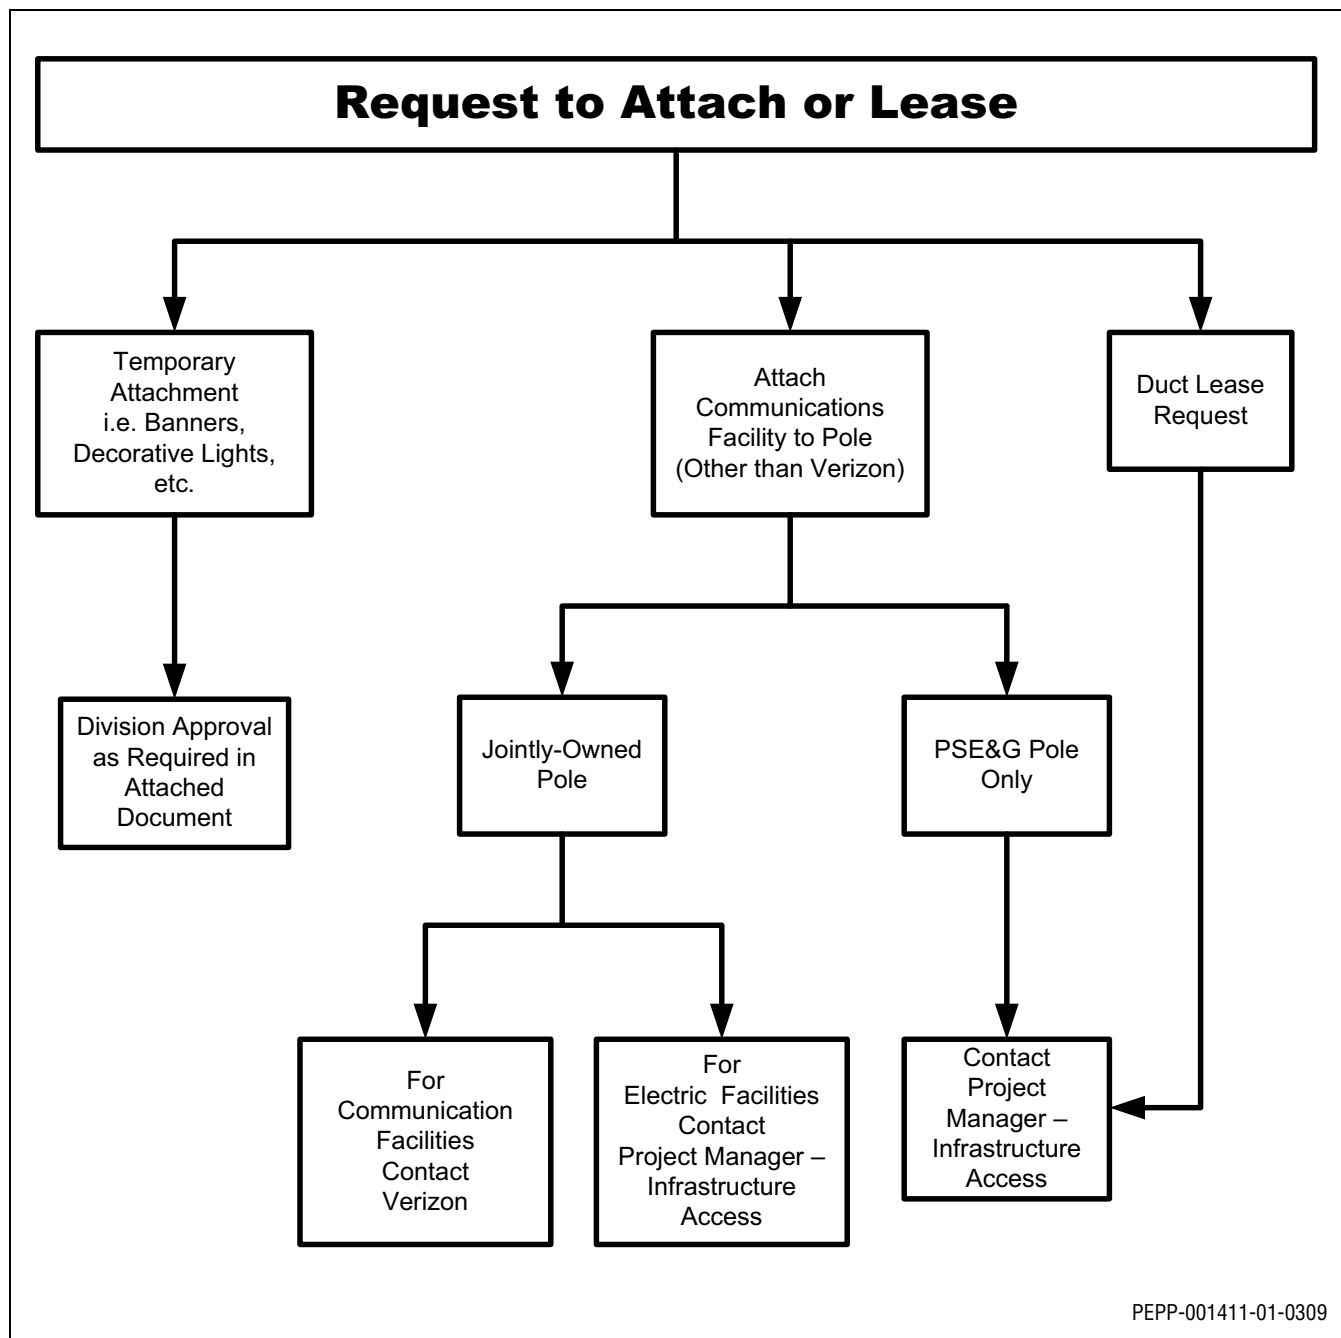 Request to Attach or Lease
Temporary
Attachment
i.e. Banners,
Decorative Lights,
etc.
Attach
Communications
Facility to Pole
(Other than Verizon)
Duct Lease
Request
Division Approval
as Required in
Attached
Document
Jointly-Owned
Pole
PSE&G Pole
Only
For
Communication
Facilities
Contact
Verizon
For
Electric Facilities
Contact
Project Manager –
Infrastructure
Access
Contact
Project
Manager –
Infrastructure
Access
PEPP-001411-01-0309